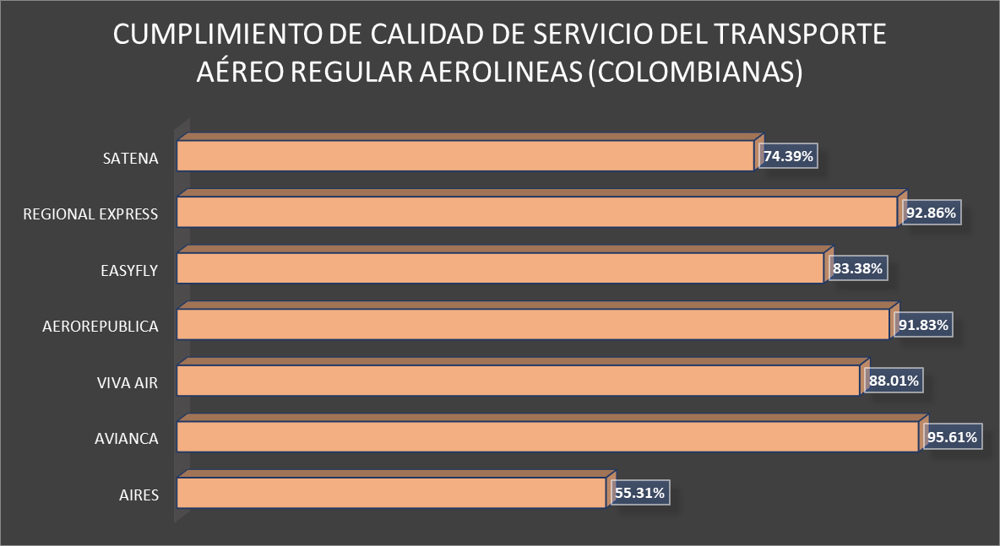 CUMPLIMIENTO DE CALIDAD DE SERVICIO DEL TRANSPORTE
AÉREO REGULAR AEROLINEAS (COLOMBIANAS)
SATENA 74.39%
REGIONAL EXPRESS 92.86%
EASYFLY 83.38%
AEROREPUBLICA 91.83%
VIVA AIR 88.01%
AVIANCA 95.61%
AIRES 55.31%